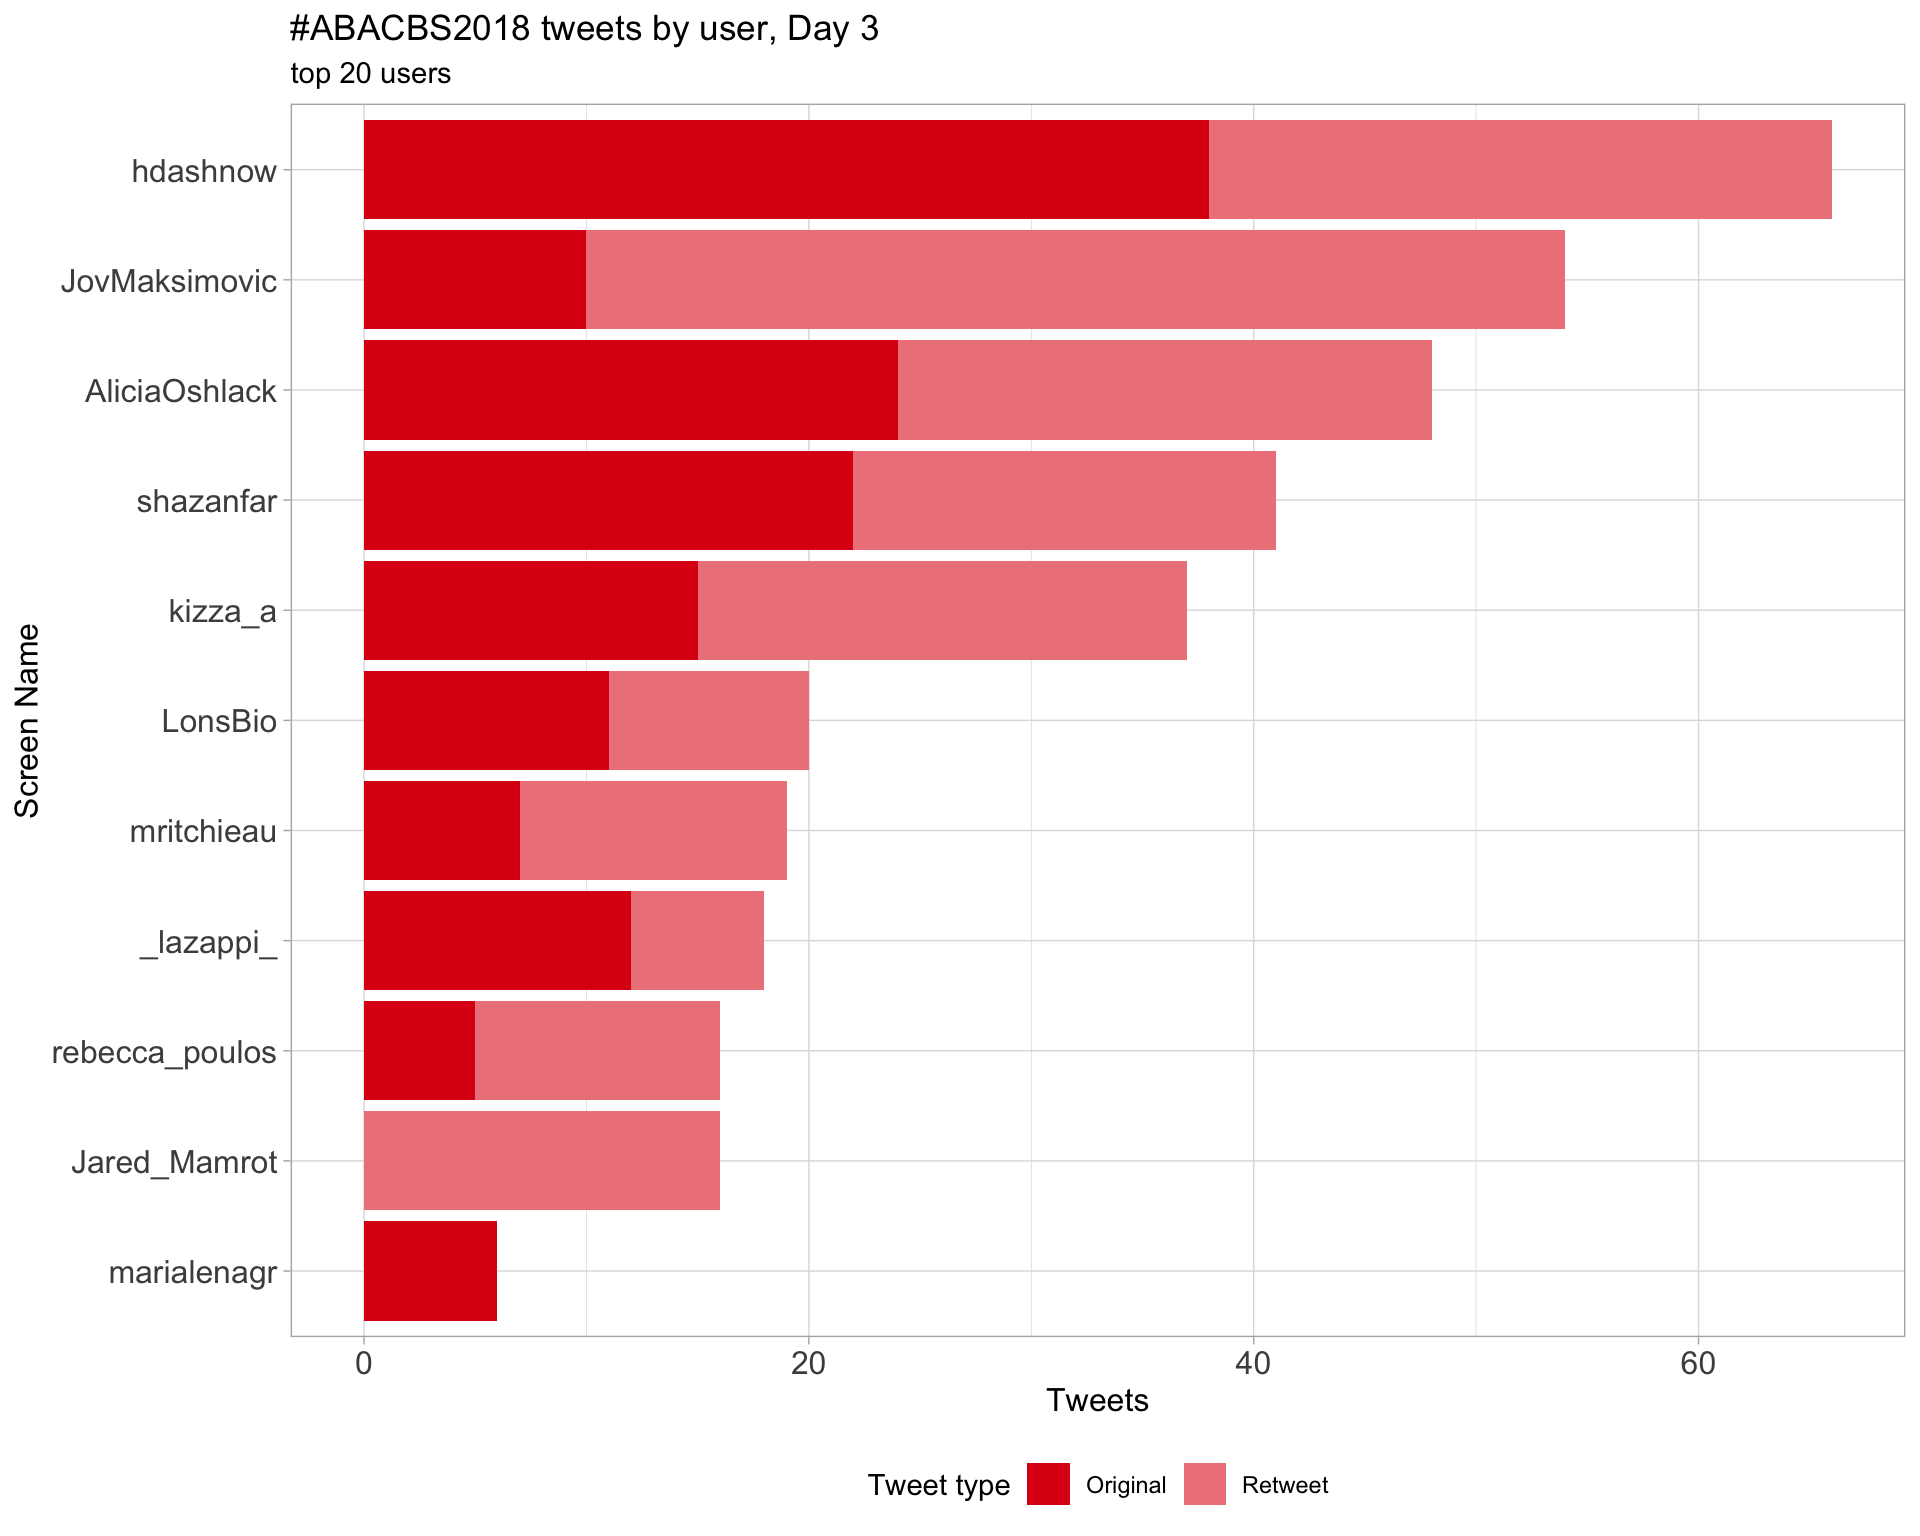 #ABACBS2018 tweets by user, Day 3
top 20 users
Screen Name
hdashnow
JovMaksimovic
AliciaOshlack
shazanfar
kizza_a
LonsBio
mritchieau
_lazappi_
rebecca_poulos
Jared_Mamrot
marialenagr
0 20 40 60
Tweets
Tweet type Original Retweet